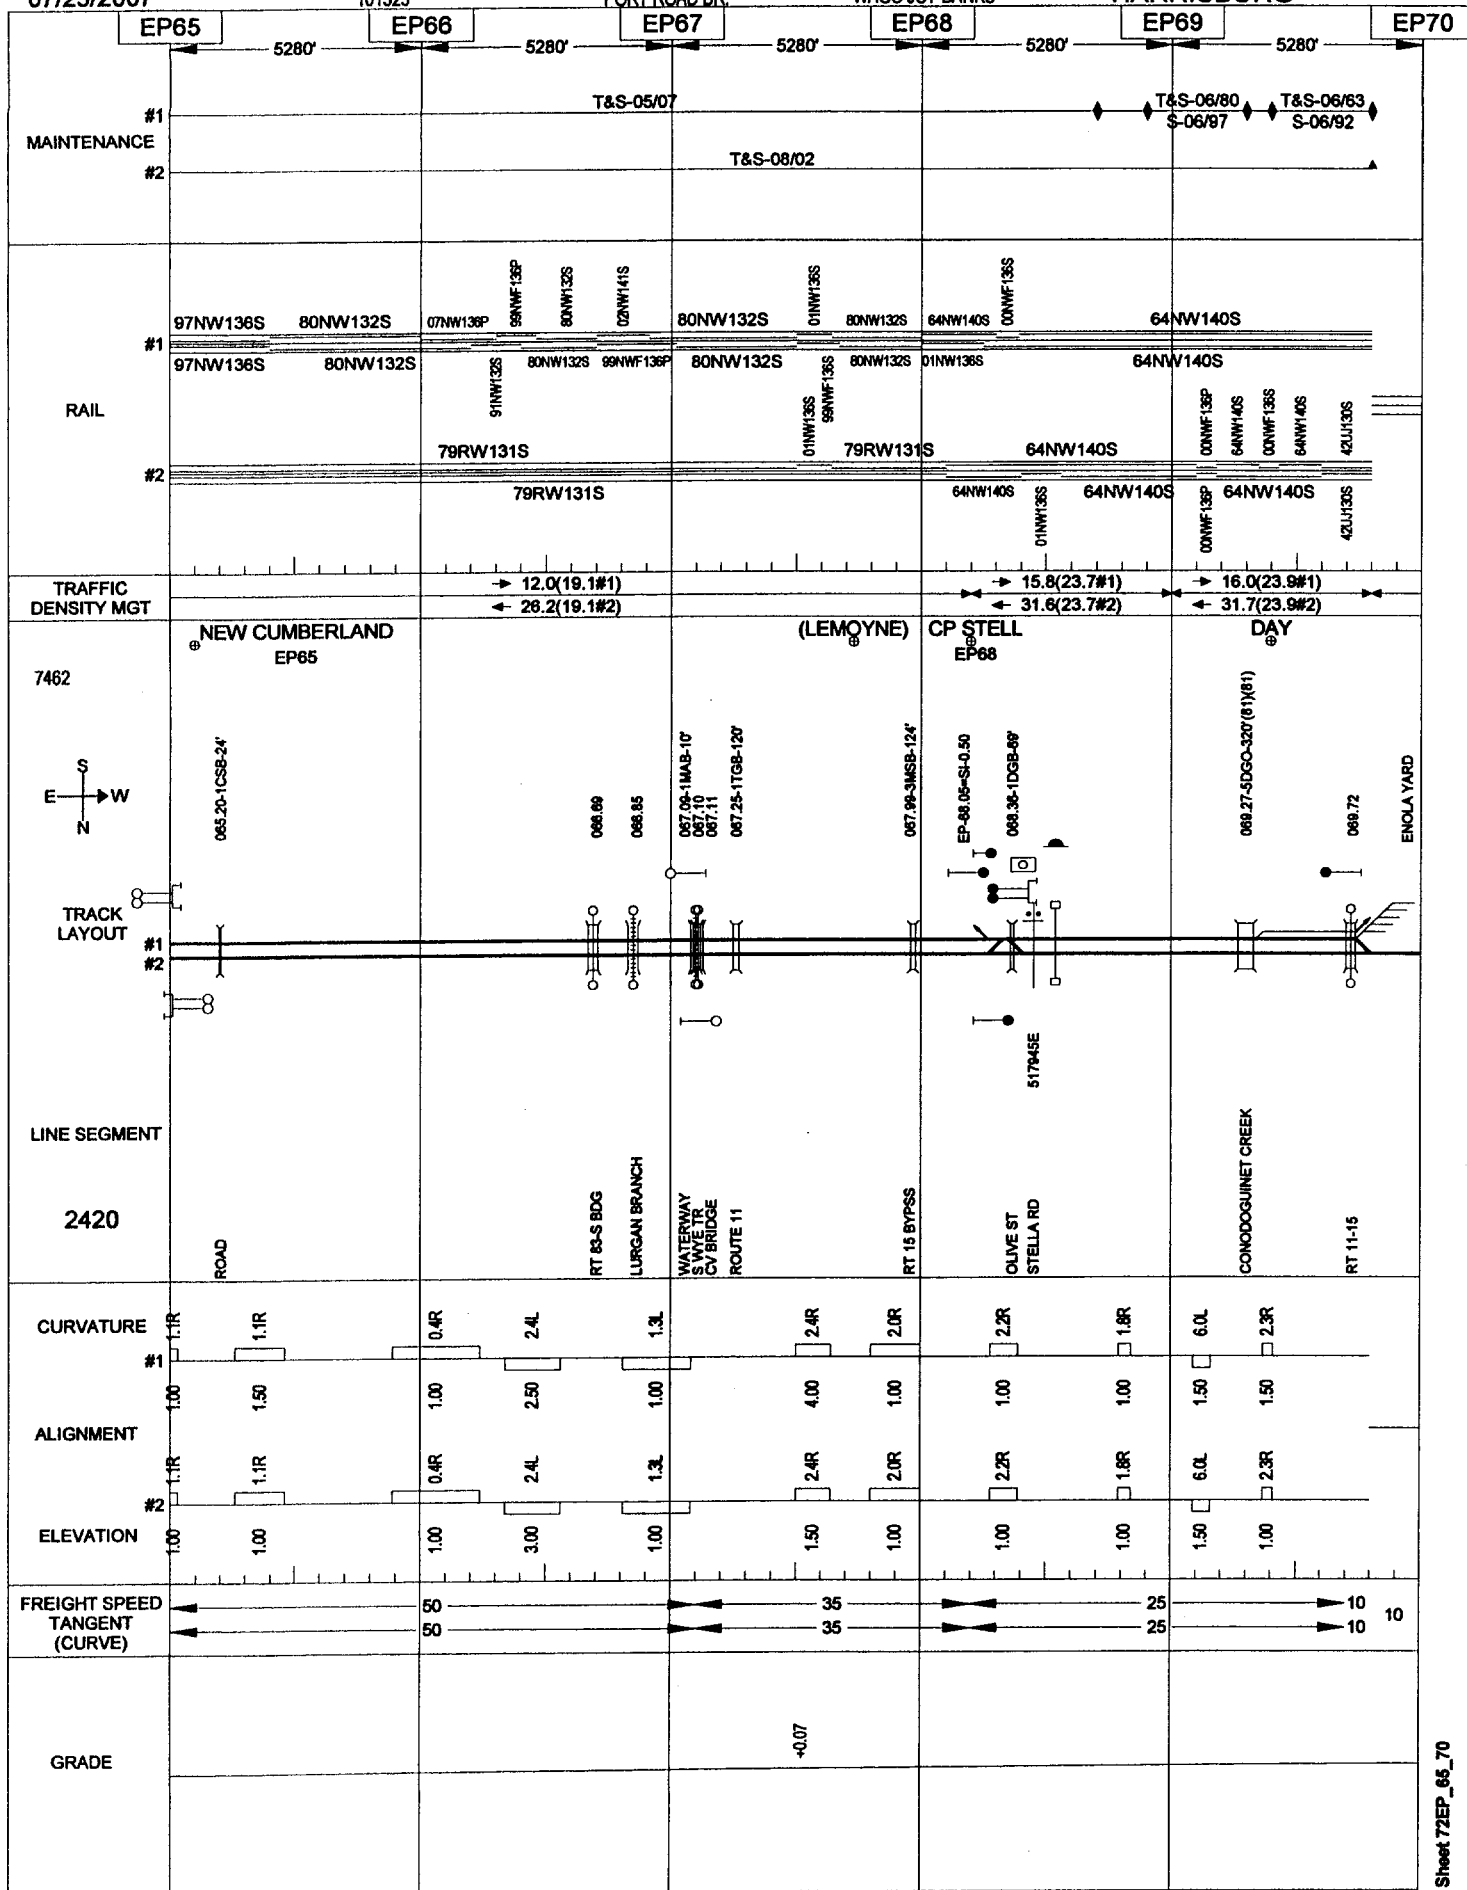 EP65 EP66 EP67 EP68 EP69 EP70
5280' 5280' 5280' 5280' 5280'
MAINTENANCE
#1
T&S-05/07
T&S-06/80
S-06/97
T&S-06/63
S-06/92
#2
T&S-08/02
RAIL
99NWF136P 80NW132S 02NW141S 01NW136S 00NWF136S
97NW136S 80NW132S 07NW136P 80NW132S 80NW132S 64NW140S 64NW140S
#1
97NW136S 80NW132S 91NW132S 80NW132S 99NWF136P 80NW132S 99NWF136S 80NW132S 01NW136S 64NW140S
01NW136S 00NWF136P 64NW140S 00NWF136S 64NW140S 42UJ130S
79RW131S 79RW131S 64NW140S
#2
79RW131S 64NW140S 01NW136S 64NW140S 00NWF136P 64NW140S 42UJ130S
TRAFFIC
DENSITY MGT
12.0(19.1#1) 15.8(23.7#1) 16.0(23.9#1)
26.2(19.1#2) 31.6(23.7#2) 31.7(23.9#2)
NEW CUMBERLAND (LEMOYNE) CP STELL DAY
EP65 EP68
7462
S
E W
N
065.20-1CSB-24'
066.69
066.85
067.09-1MAB-10'
067.10
067.11
067.25-1TGB-120'
067.99-3MSB-124'
EP-68.05=SI-0.50
068.36-1DGB-69'
069.27-5DGO-320'(81)(81)
069.72
ENOLA YARD
TRACK
LAYOUT
#1
#2
517945E
LINE SEGMENT
2420
ROAD
RT 83-S BDG
LURGAN BRANCH
WATERWAY
S WYE TR
CV BRIDGE
ROUTE 11
RT 15 BYPSS
OLIVE ST
STELLA RD
CONODOGUINET CREEK
RT 11-15
CURVATURE
1.1R 1.1R 0.4R 2.4L 1.3L 2.4R 2.0R 2.2R 1.8R 6.0L 2.3R
#1
1.00 1.50 1.00 2.50 1.00 4.00 1.00 1.00 1.00 1.50 1.50
ALIGNMENT
1.1R 1.1R 0.4R 2.4L 1.3L 2.4R 2.0R 2.2R 1.8R 6.0L 2.3R
#2
ELEVATION
1.00 1.00 1.00 3.00 1.00 1.50 1.00 1.00 1.00 1.50 1.00
FREIGHT SPEED
TANGENT
(CURVE)
50 35 25 10
50 35 25 10
10
GRADE
+0.07
Sheet 72EP_65_70